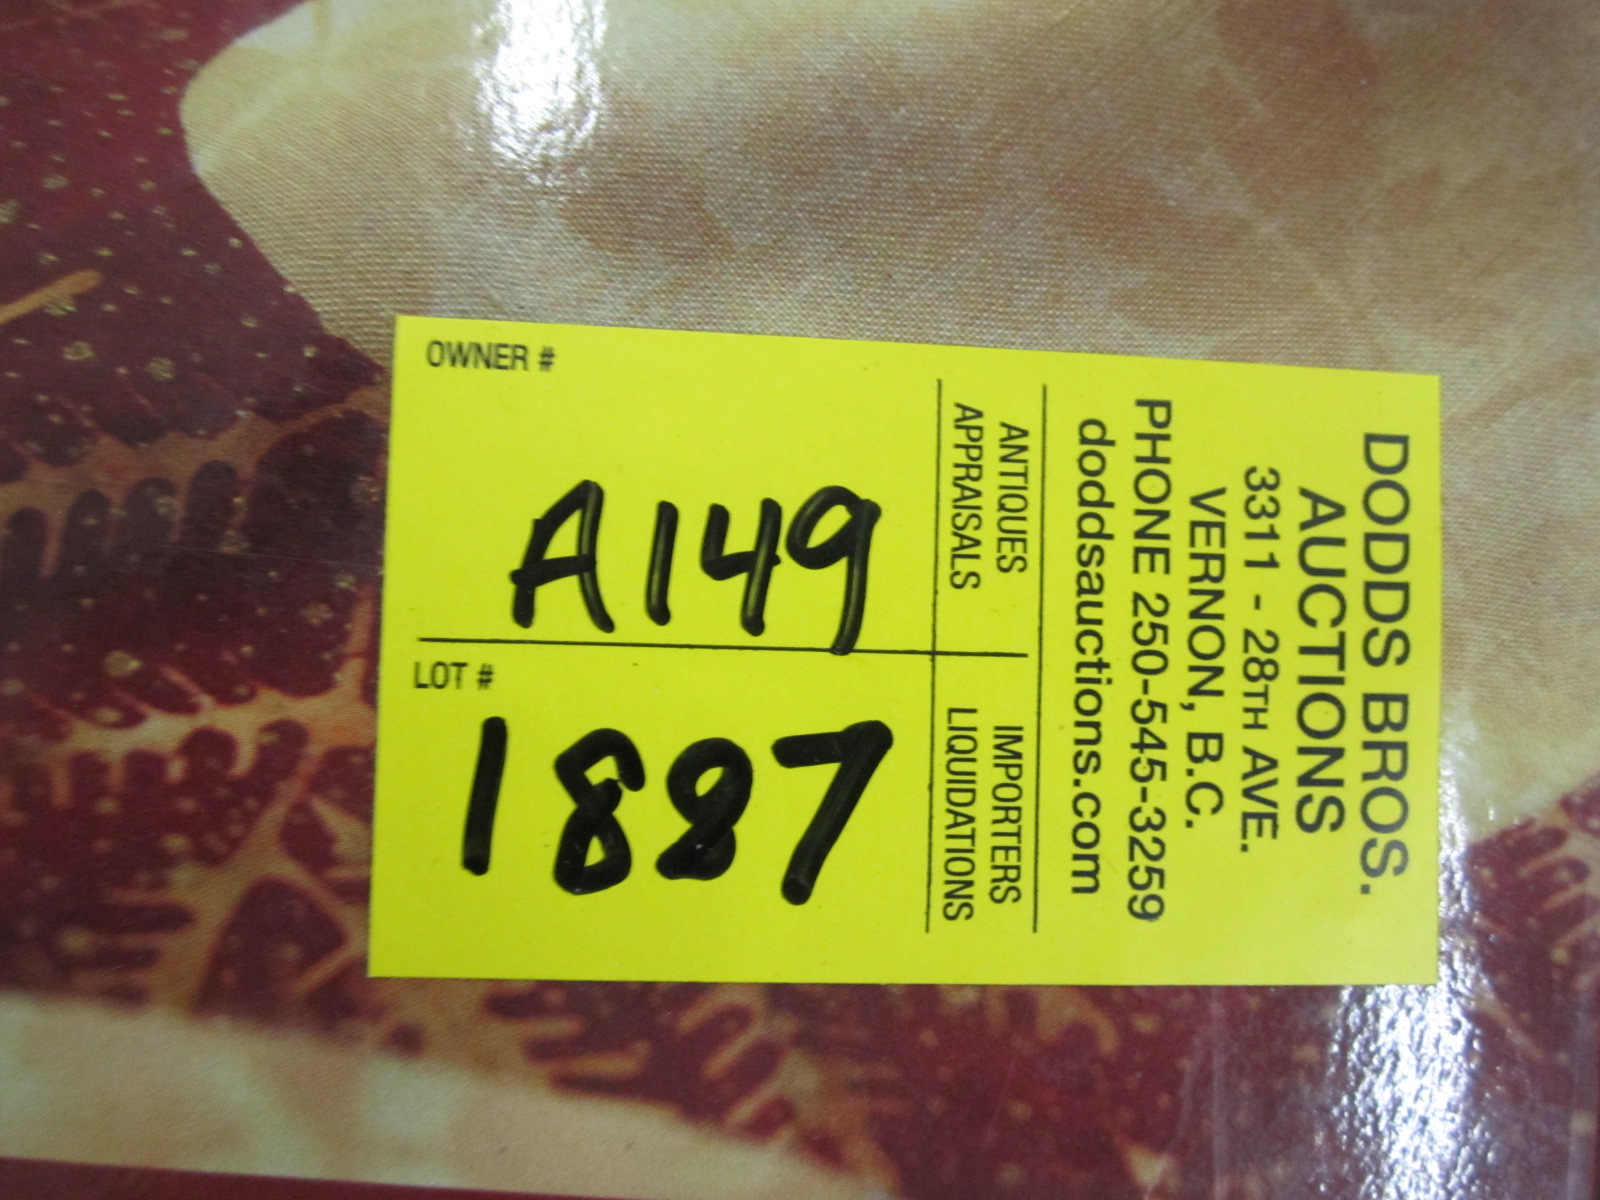 DODDS BROS.
AUCTIONS
3311 - 28TH AVE.
VERNON, B.C.
PHONE 250-545-3259
doddsauctions.com
ANTIQUES
APPRAISALS
IMPORTERS
LIQUIDATIONS
OWNER #
A149
LOT #
1887